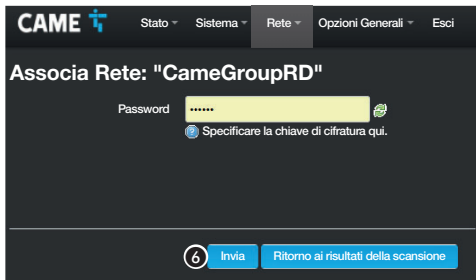 CAME Stato Sistema Rete Opzioni Generali Esci
Associa Rete: "CameGroupRD"
Password ••••••
Specificare la chiave di cifratura qui.
6 Invia Ritorno ai risultati della scansione